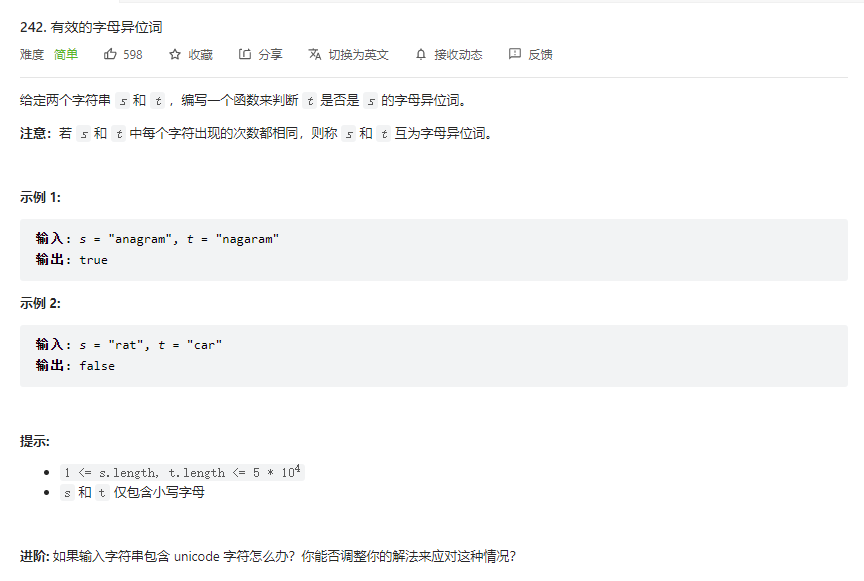 242. 有效的字母异位词
难度 简单 598 收藏 分享 切换为英文 接收动态 反馈
给定两个字符串 s 和 t ，编写一个函数来判断 t 是否是 s 的字母异位词。
注意：若 s 和 t 中每个字符出现的次数都相同，则称 s 和 t 互为字母异位词。
示例 1:
输入: s = "anagram", t = "nagaram"
输出: true
示例 2:
输入: s = "rat", t = "car"
输出: false
提示:
1 <= s.length, t.length <= 5 * 10⁴
s 和 t 仅包含小写字母
进阶: 如果输入字符串包含 unicode 字符怎么办？你能否调整你的解法来应对这种情况？